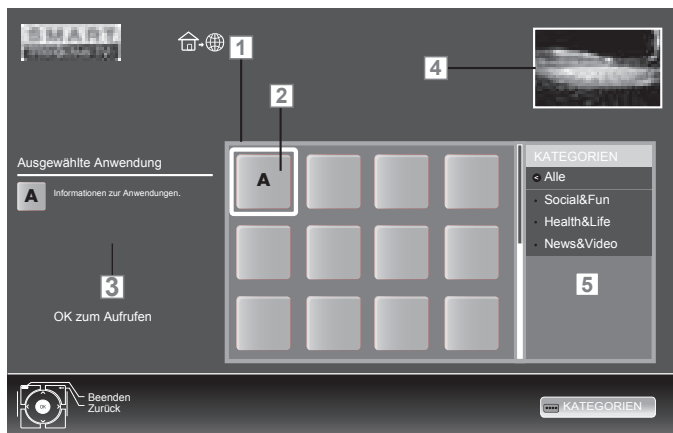 SMART
1
2
4
Ausgewählte Anwendung
A
Informationen zur Anwendungen.
A
KATEGORIEN
Alle
Social&Fun
Health&Life
News&Video
3
5
OK zum Aufrufen
OK
Beenden
Zurück
KATEGORIEN